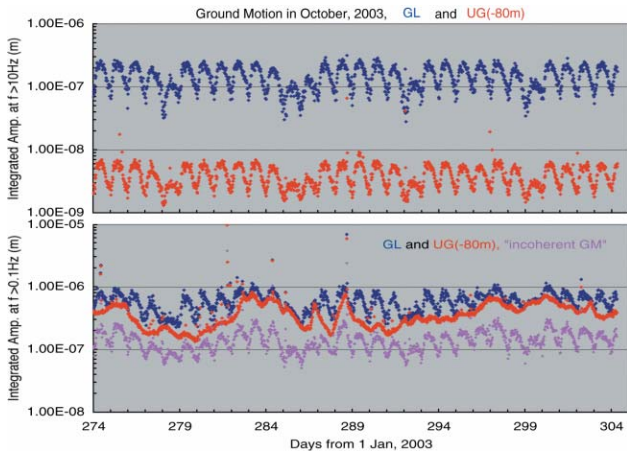 Ground Motion in October, 2003, GL and UG(-80m)
Integrated Amp. at f >10Hz (m)
1.00E-06
1.00E-07
1.00E-08
1.00E-09
Integrated Amp. at f >0.1Hz (m)
1.00E-05
GL and UG(-80m), "incoherent GM"
1.00E-06
1.00E-07
1.00E-08
274 279 284 289 294 299 304
Days from 1 Jan, 2003